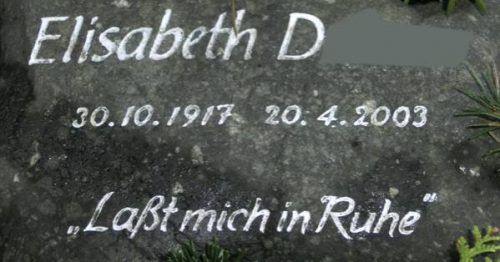 Elisabeth D
30.10.1917 20.4.2003
„Laßt mich in Ruhe“